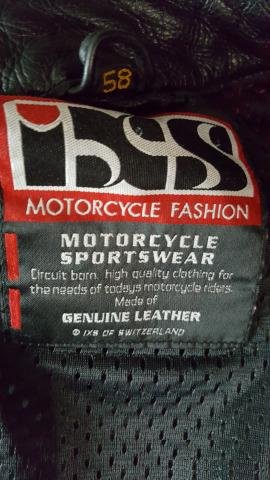 58
ixs
MOTORCYCLE FASHION
MOTORCYCLE
SPORTSWEAR
Circuit born, high quality clothing for
the needs of todays motorcycle riders.
Made of
GENUINE LEATHER
© IXS OF SWITZERLAND